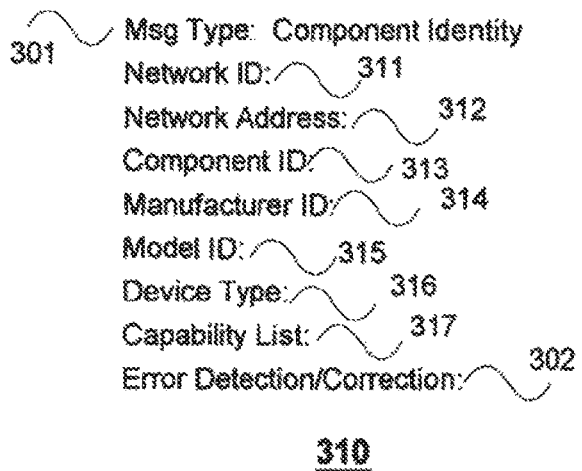 301 Msg Type: Component Identity
Network ID: 311
Network Address: 312
Component ID: 313
Manufacturer ID: 314
Model ID: 315
Device Type: 316
Capability List: 317
Error Detection/Correction: 302
310